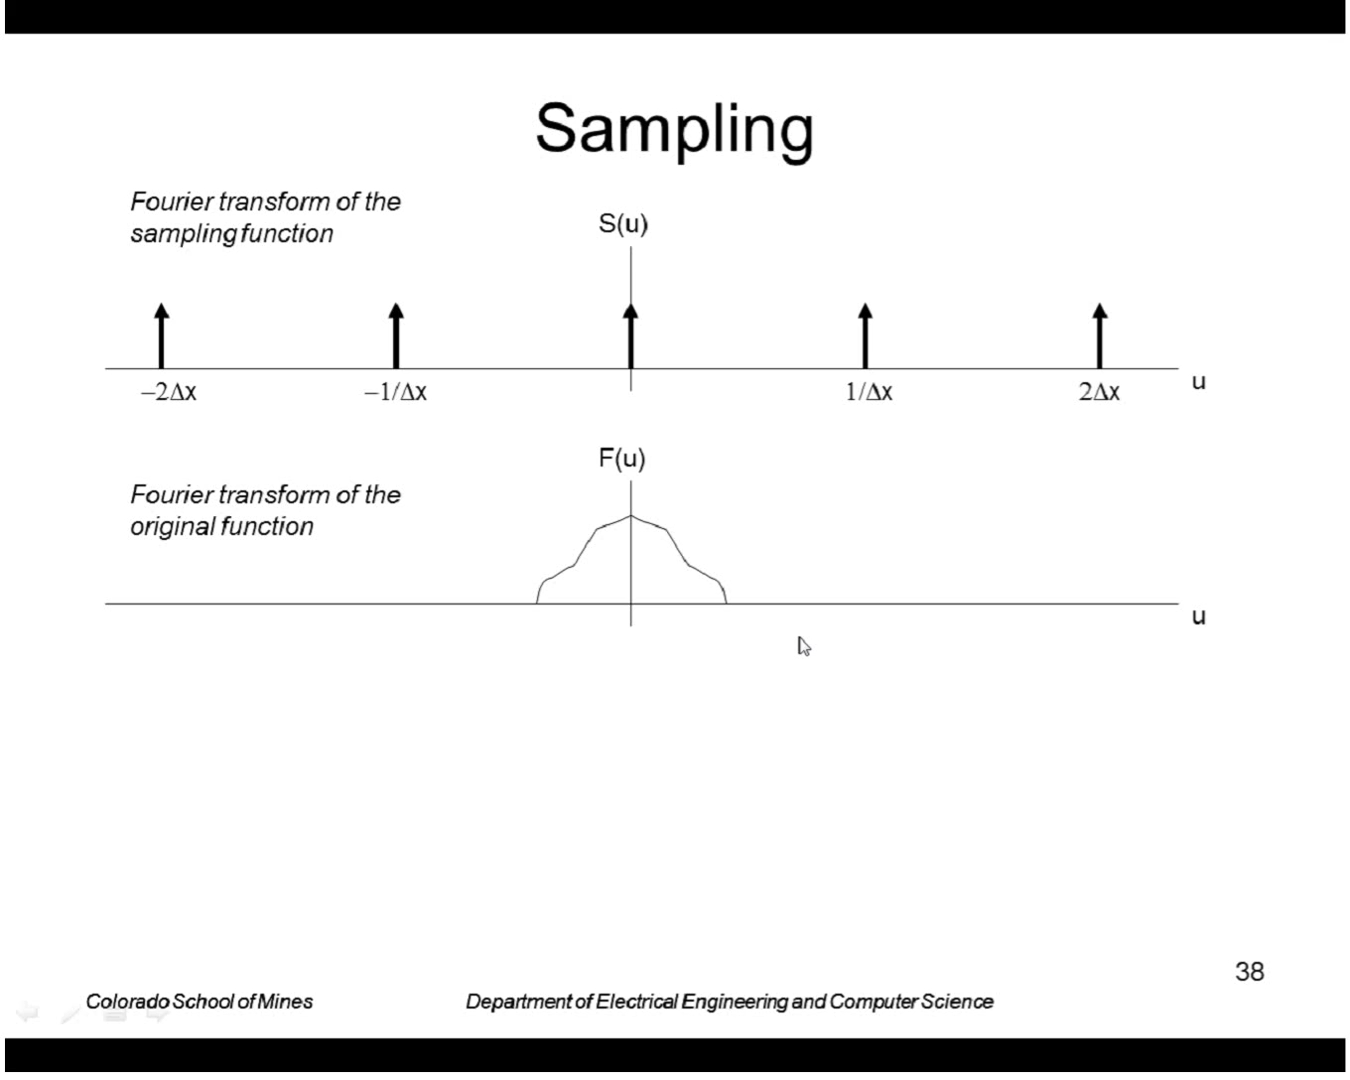 Sampling
Fourier transform of the
sampling function
S(u)
–2Δx
–1/Δx
1/Δx
2Δx
u
F(u)
Fourier transform of the
original function
u
38
Colorado School of Mines
Department of Electrical Engineering and Computer Science